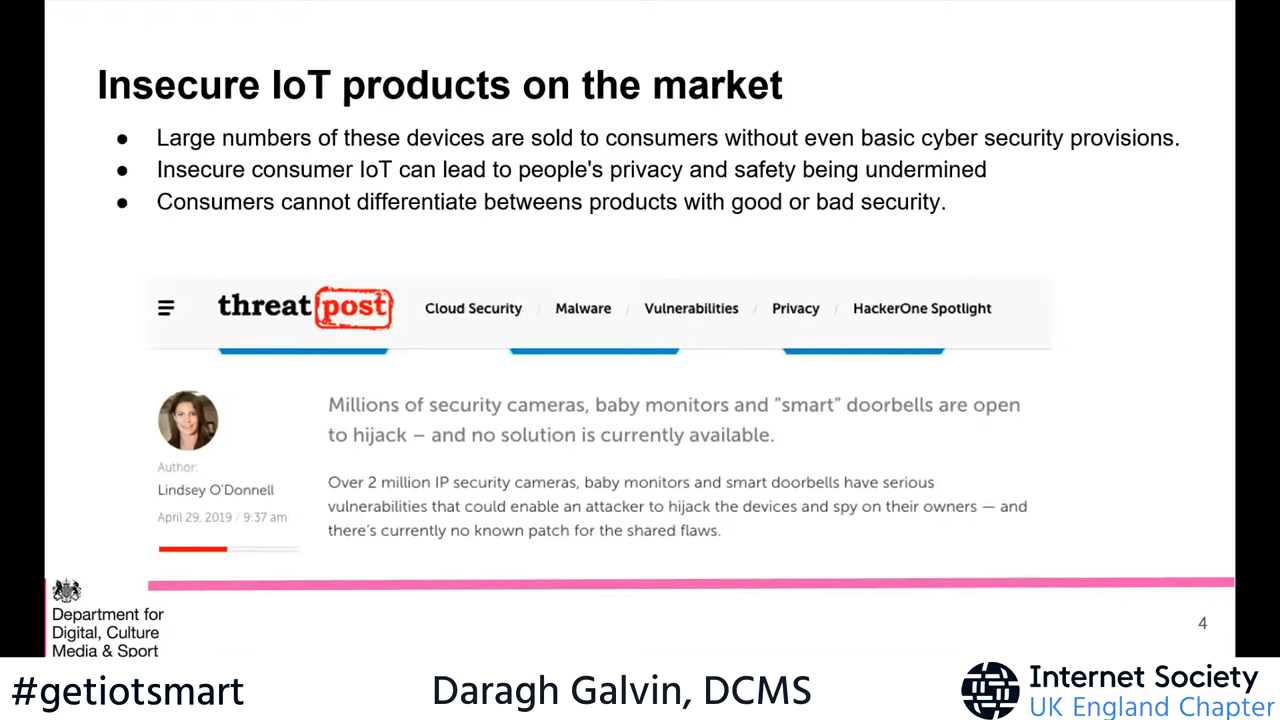 Insecure IoT products on the market
● Large numbers of these devices are sold to consumers without even basic cyber security provisions.
● Insecure consumer IoT can lead to people's privacy and safety being undermined
● Consumers cannot differentiate betweens products with good or bad security.
threatpost
Cloud Security / Malware / Vulnerabilities / Privacy / HackerOne Spotlight
Author:
Lindsey O'Donnell
April 29, 2019 / 9:37 am
Millions of security cameras, baby monitors and "smart" doorbells are open
to hijack – and no solution is currently available.
Over 2 million IP security cameras, baby monitors and smart doorbells have serious
vulnerabilities that could enable an attacker to hijack the devices and spy on their owners — and
there's currently no known patch for the shared flaws.
Department for
Digital, Culture
Media & Sport
4
#getiotsmart
Daragh Galvin, DCMS
Internet Society
UK England Chapter